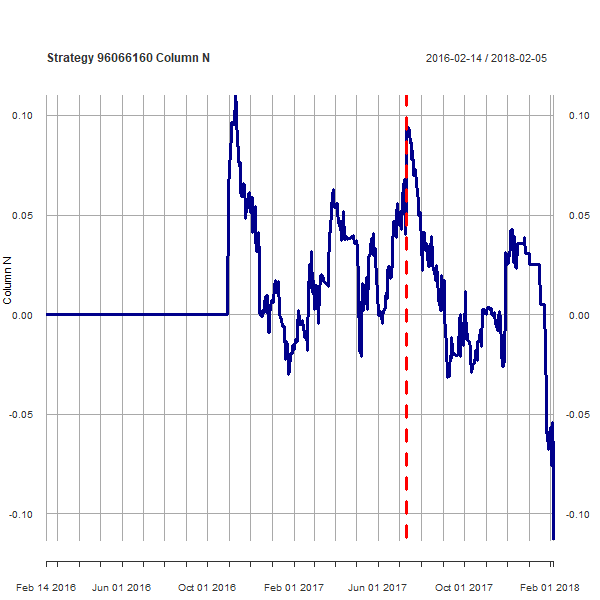 Strategy 96066160 Column N
2016-02-14 / 2018-02-05
0.10 0.10
0.05 0.05
Column N
0.00 0.00
-0.05 -0.05
-0.10 -0.10
Feb 14 2016 Jun 01 2016 Oct 01 2016 Feb 01 2017 Jun 01 2017 Oct 01 2017 Feb 01 2018